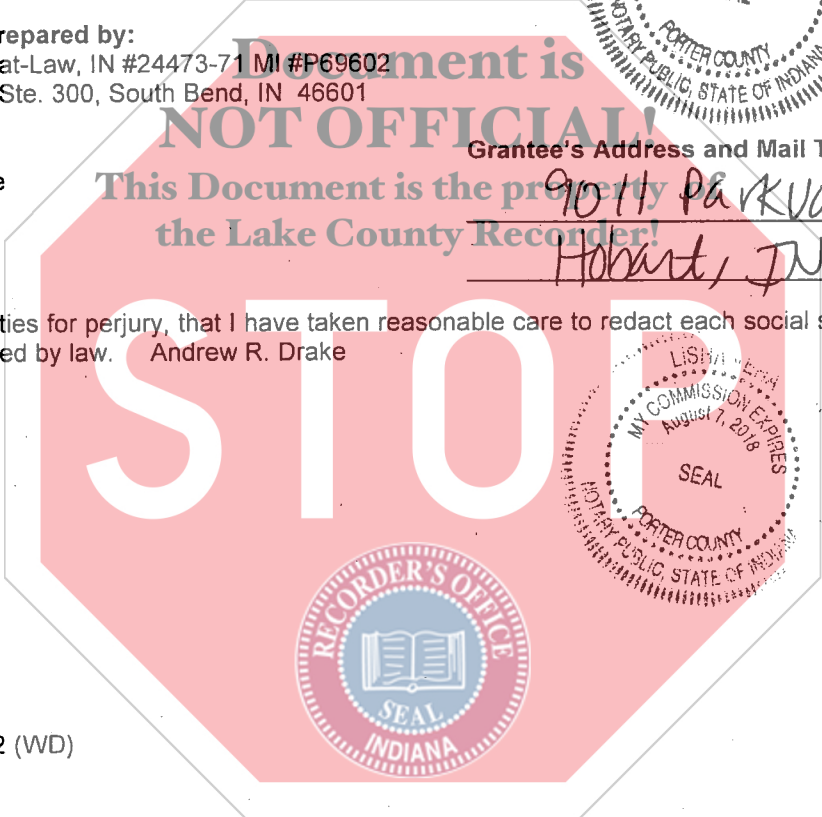 repared by:
at-Law, IN #24473-71 MI #P69602
Ste. 300, South Bend, IN 46601
PORTER COUNTY
NOTARY PUBLIC, STATE OF INDIANA
Document is
NOT OFFICIAL!
This Document is the property of
the Lake County Recorder!
Grantee's Address and Mail T
9011 Parkva
Hobart, IN
e
ties for perjury, that I have taken reasonable care to redact each social s
ed by law. Andrew R. Drake
STOP
MY COMMISSION EXPIRES
August 7, 2018
SEAL
PORTER COUNTY
NOTARY PUBLIC, STATE OF INDIANA
RECORDER'S OFFICE
SEAL
INDIANA
2 (WD)